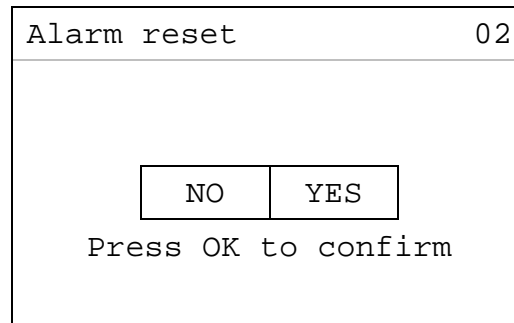 Alarm reset 02
NO YES
Press OK to confirm